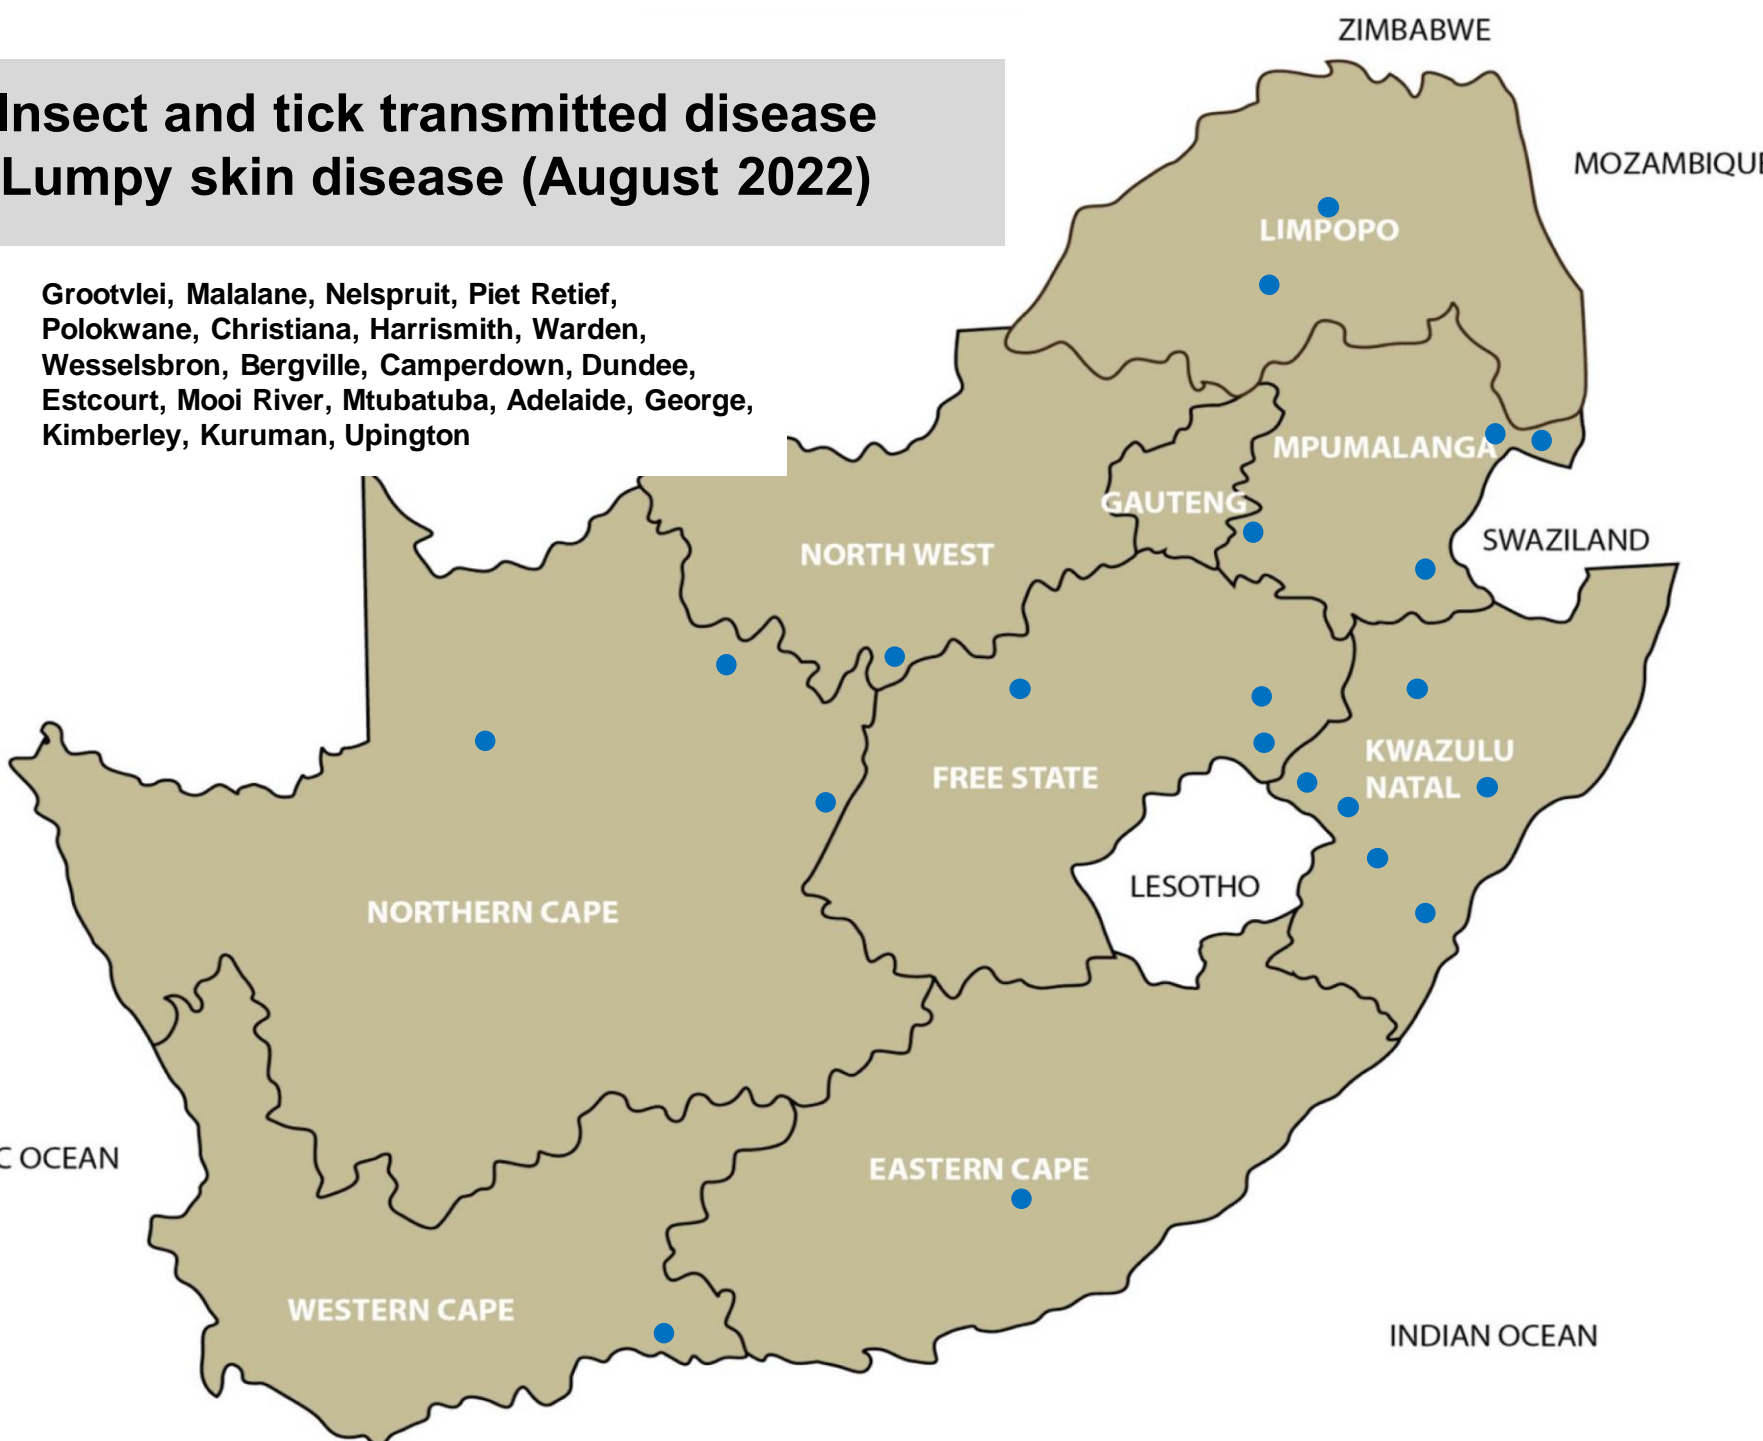 Insect and tick transmitted disease
Lumpy skin disease (August 2022)
Grootvlei, Malalane, Nelspruit, Piet Retief,
Polokwane, Christiana, Harrismith, Warden,
Wesselsbron, Bergville, Camperdown, Dundee,
Estcourt, Mooi River, Mtubatuba, Adelaide, George,
Kimberley, Kuruman, Upington
ZIMBABWE
MOZAMBIQUE
LIMPOPO
MPUMALANGA
GAUTENG
SWAZILAND
NORTH WEST
KWAZULU
NATAL
FREE STATE
LESOTHO
NORTHERN CAPE
C OCEAN
EASTERN CAPE
WESTERN CAPE
INDIAN OCEAN